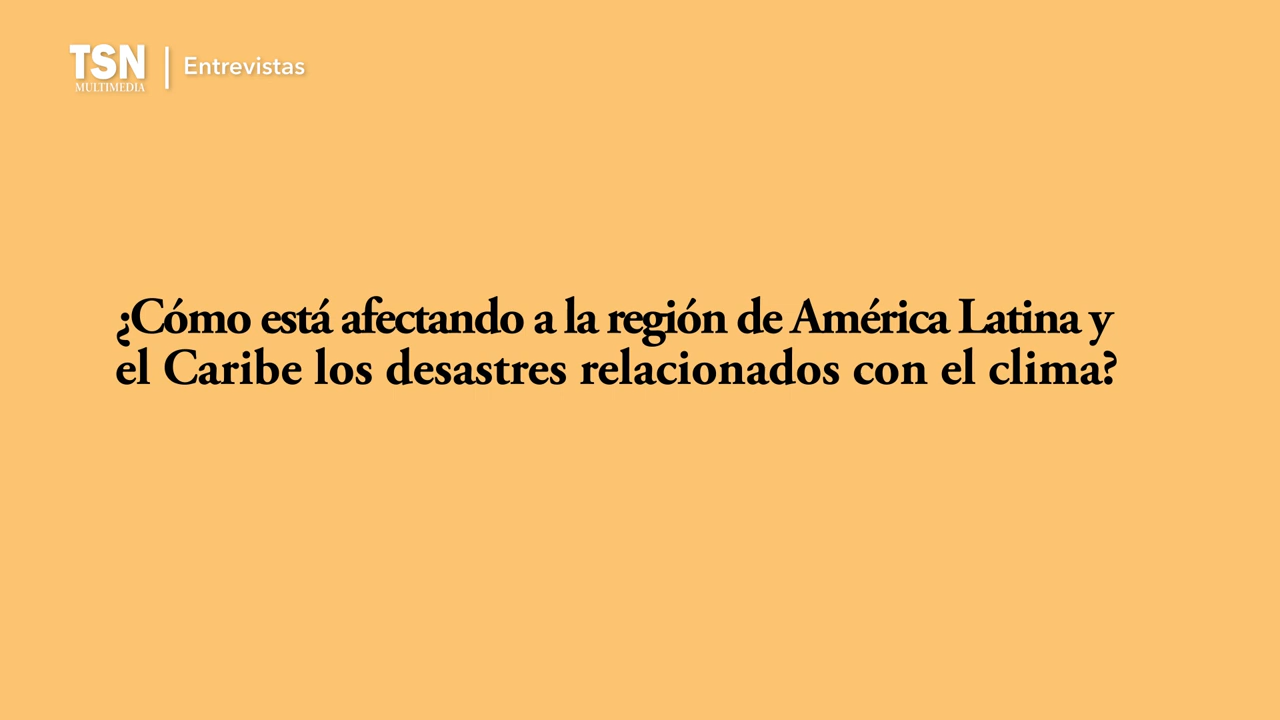 TSN
MULTIMEDIA
Entrevistas
¿Cómo está afectando a la región de América Latina y
el Caribe los desastres relacionados con el clima?